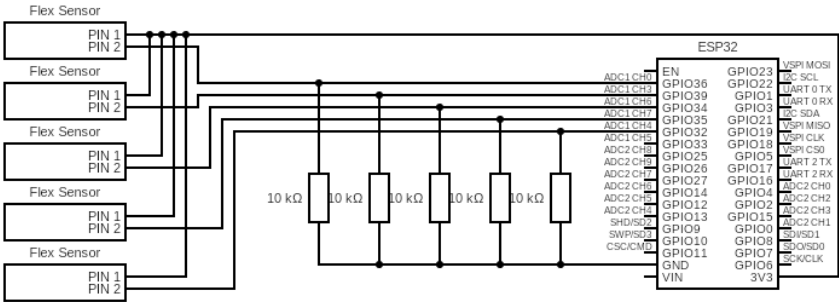 Flex Sensor
PIN 1
PIN 2
Flex Sensor
PIN 1
PIN 2
Flex Sensor
PIN 1
PIN 2
Flex Sensor
PIN 1
PIN 2
Flex Sensor
PIN 1
PIN 2
10 kΩ
10 kΩ
10 kΩ
10 kΩ
10 kΩ
ESP32
EN GPIO23 VSPI MOSI
ADC1 CH0 GPIO36 GPIO22 I2C SCL
ADC1 CH3 GPIO39 GPIO1 UART 0 TX
ADC1 CH6 GPIO34 GPIO3 UART 0 RX
ADC1 CH7 GPIO35 GPIO21 I2C SDA
ADC1 CH4 GPIO32 GPIO19 VSPI MISO
ADC1 CH5 GPIO33 GPIO18 VSPI CLK
ADC2 CH8 GPIO25 GPIO5 VSPI CS0
ADC2 CH9 GPIO26 GPIO17 UART 2 TX
ADC2 CH7 GPIO27 GPIO16 UART 2 RX
ADC2 CH6 GPIO14 GPIO4 ADC2 CH0
ADC2 CH5 GPIO12 GPIO2 ADC2 CH2
ADC2 CH4 GPIO13 GPIO15 ADC2 CH3
SHD/SD2 GPIO9 GPIO0 ADC2 CH1
SWP/SD3 GPIO10 GPIO8 SDI/SD1
CSC/CMD GPIO11 GPIO7 SDO/SD0
GND GPIO6 SCK/CLK
VIN 3V3